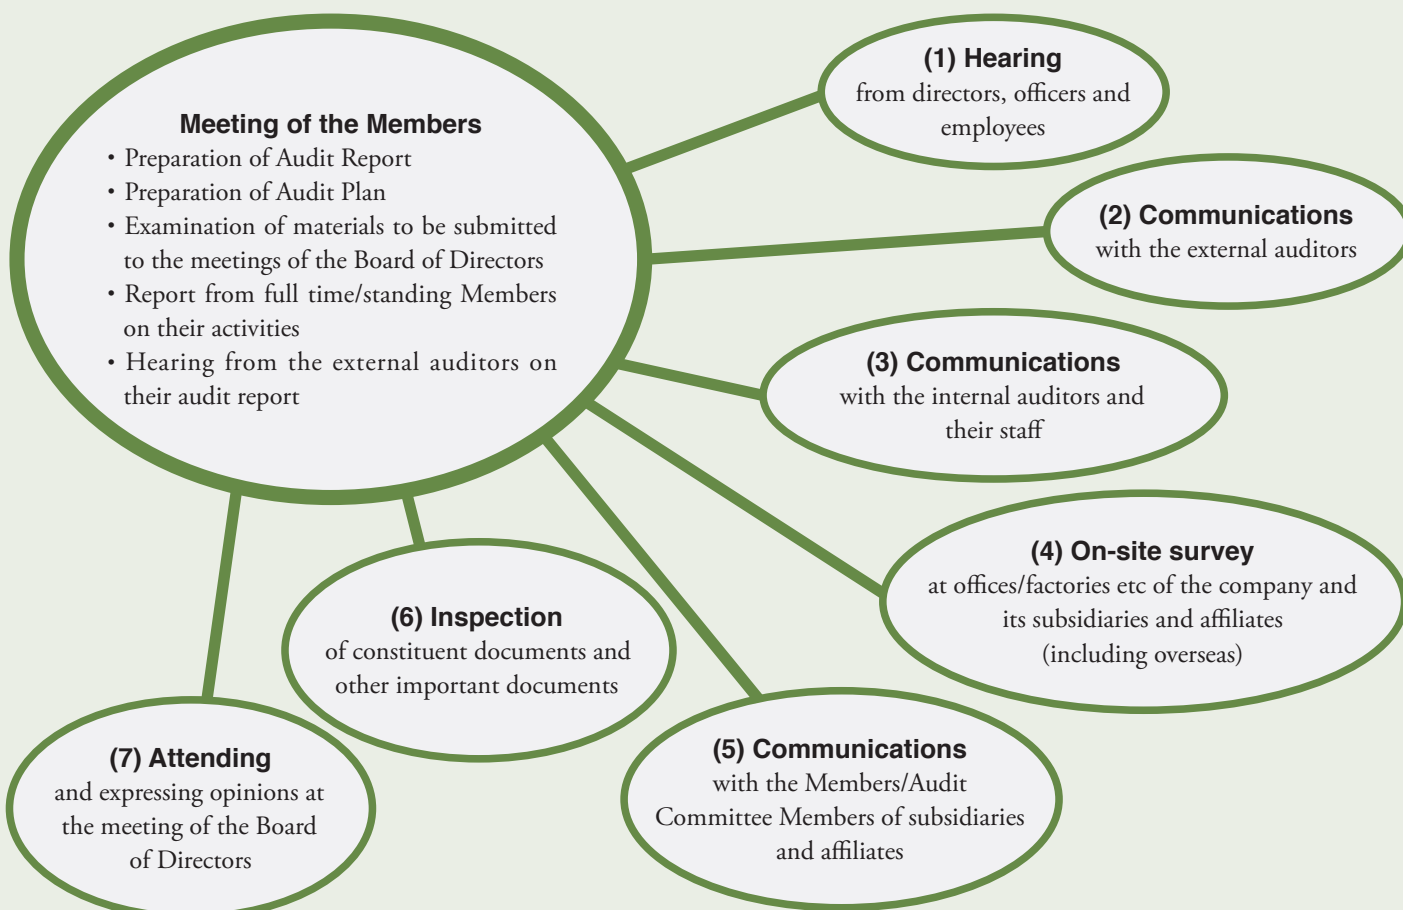 Meeting of the Members
・Preparation of Audit Report
・Preparation of Audit Plan
・Examination of materials to be submitted
to the meetings of the Board of Directors
・Report from full time/standing Members
on their activities
・Hearing from the external auditors on
their audit report
(1) Hearing
from directors, officers and
employees
(2) Communications
with the external auditors
(3) Communications
with the internal auditors and
their staff
(4) On-site survey
at offices/factories etc of the company and
its subsidiaries and affiliates
(including overseas)
(5) Communications
with the Members/Audit
Committee Members of subsidiaries
and affiliates
(6) Inspection
of constituent documents and
other important documents
(7) Attending
and expressing opinions at
the meeting of the Board
of Directors